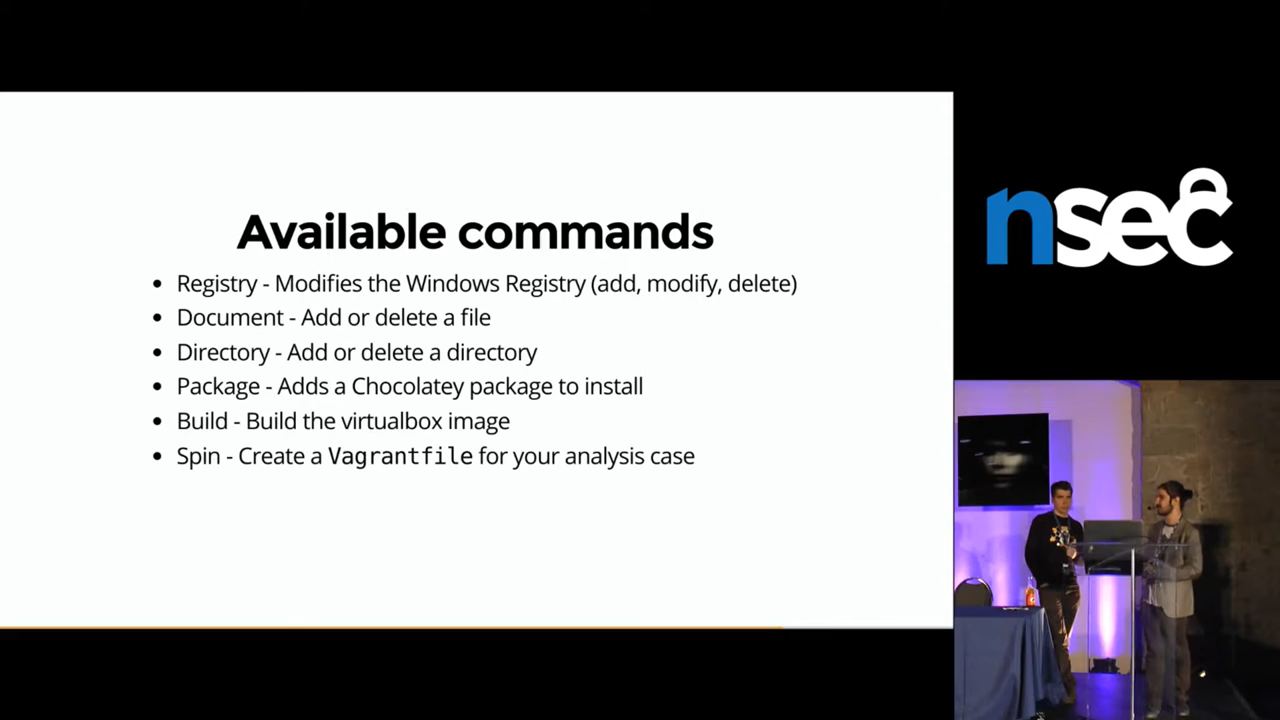 Available commands
• Registry - Modifies the Windows Registry (add, modify, delete)
• Document - Add or delete a file
• Directory - Add or delete a directory
• Package - Adds a Chocolatey package to install
• Build - Build the virtualbox image
• Spin - Create a Vagrantfile for your analysis case
nsec